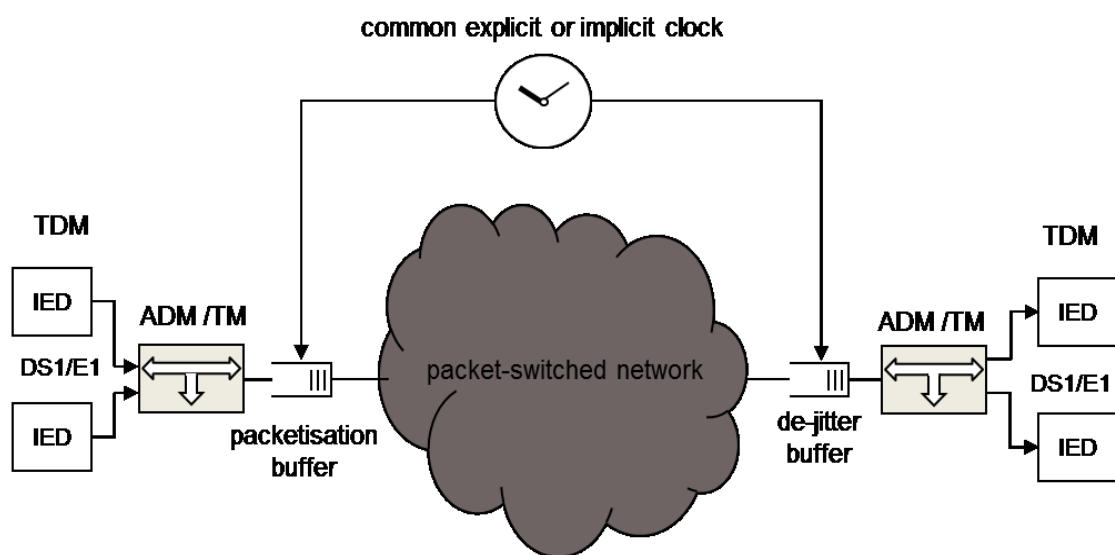 common explicit or implicit clock
TDM
IED
ADM /TM
DS1/E1
IED
packetisation
buffer
packet-switched network
de-jitter
buffer
TDM
IED
ADM /TM
DS1/E1
IED